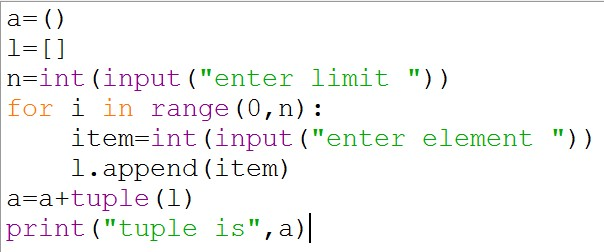 a=()
l=[]
n=int(input("enter limit "))
for i in range(0,n):
    item=int(input("enter element "))
    l.append(item)
a=a+tuple(l)
print("tuple is",a)